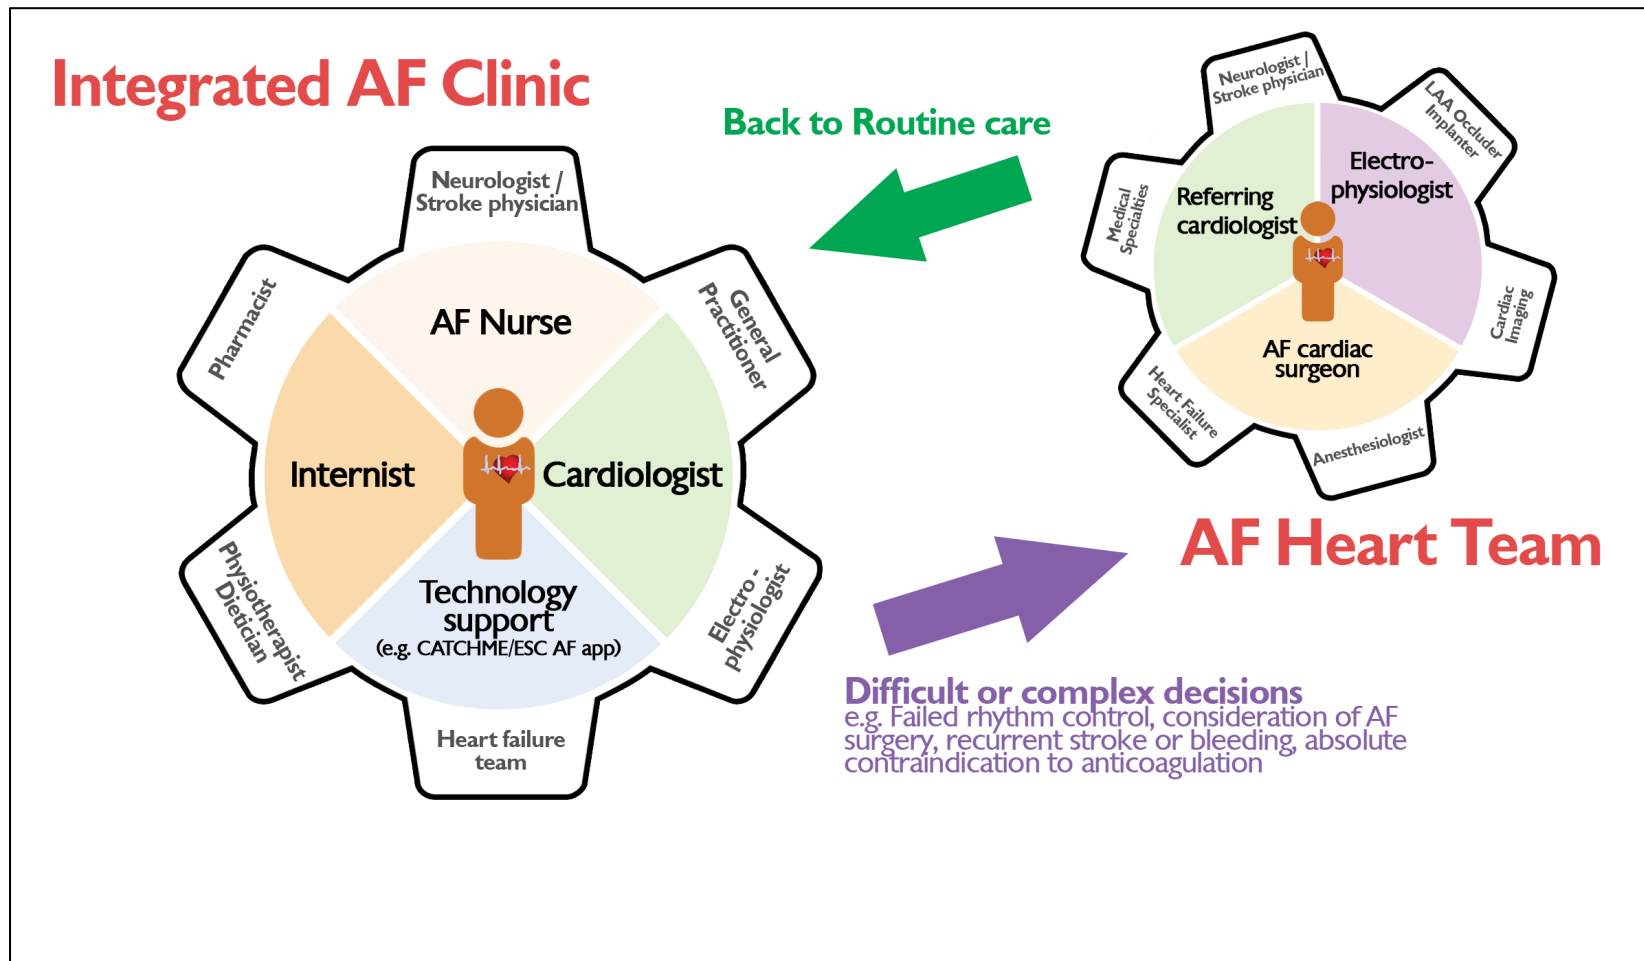 Integrated AF Clinic
Neurologist /
Stroke physician
Pharmacist
General
Practitioner
AF Nurse
Internist
Cardiologist
Technology
support
(e.g. CATCHME/ESC AF app)
Physiotherapist
Dietician
Electro -
physiologist
Heart failure
team
Back to Routine care
Difficult or complex decisions
e.g. Failed rhythm control, consideration of AF
surgery, recurrent stroke or bleeding, absolute
contraindication to anticoagulation
Neurologist /
Stroke physician
LAA Occluder
Implanter
Medical
Specialties
Electro-
physiologist
Referring
cardiologist
Cardiac
Imaging
AF cardiac
surgeon
Heart Failure
Specialist
Anesthesiologist
AF Heart Team